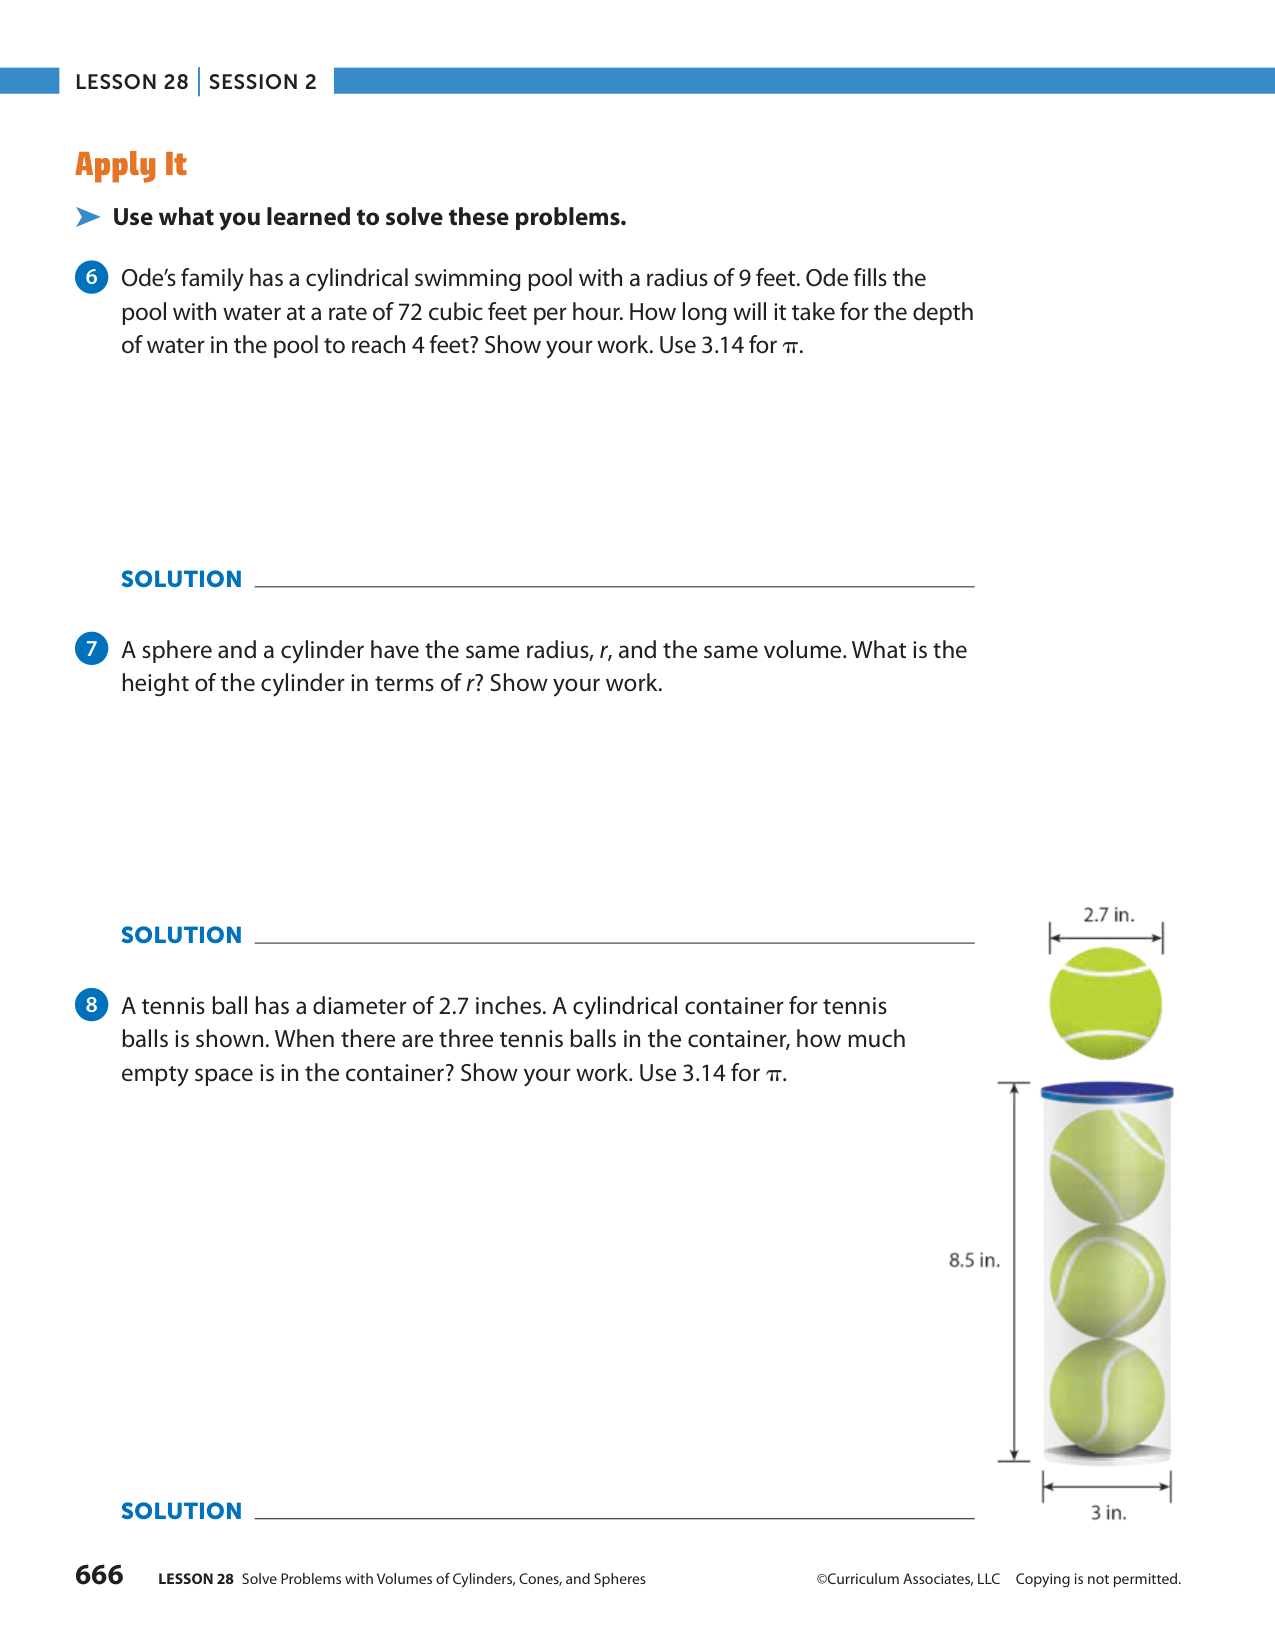 LESSON 28 | SESSION 2
Apply It
Use what you learned to solve these problems.
6 Ode’s family has a cylindrical swimming pool with a radius of 9 feet. Ode fills the
pool with water at a rate of 72 cubic feet per hour. How long will it take for the depth
of water in the pool to reach 4 feet? Show your work. Use 3.14 for π.
SOLUTION
7 A sphere and a cylinder have the same radius, r, and the same volume. What is the
height of the cylinder in terms of r? Show your work.
SOLUTION
2.7 in.
8 A tennis ball has a diameter of 2.7 inches. A cylindrical container for tennis
balls is shown. When there are three tennis balls in the container, how much
empty space is in the container? Show your work. Use 3.14 for π.
8.5 in.
3 in.
SOLUTION
666 LESSON 28 Solve Problems with Volumes of Cylinders, Cones, and Spheres ©Curriculum Associates, LLC Copying is not permitted.